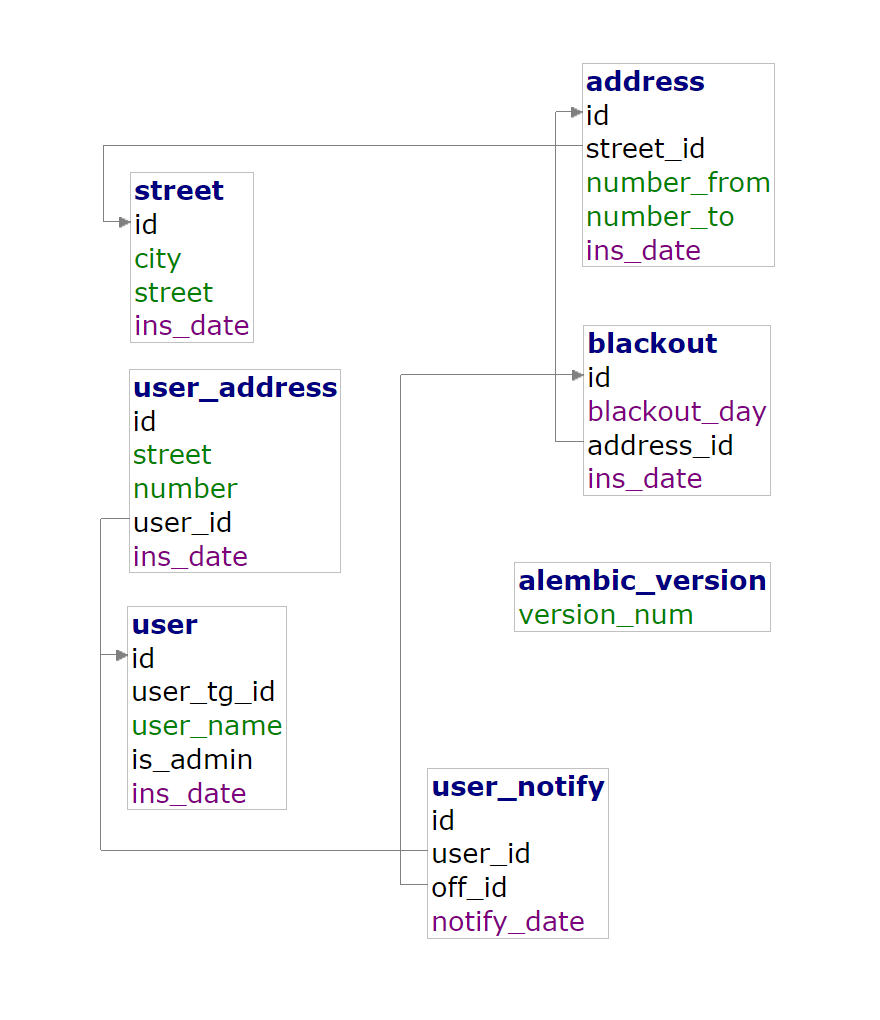 address
id
street_id
number_from
number_to
ins_date
street
id
city
street
ins_date
blackout
id
blackout_day
address_id
ins_date
user_address
id
street
number
user_id
ins_date
alembic_version
version_num
user
id
user_tg_id
user_name
is_admin
ins_date
user_notify
id
user_id
off_id
notify_date